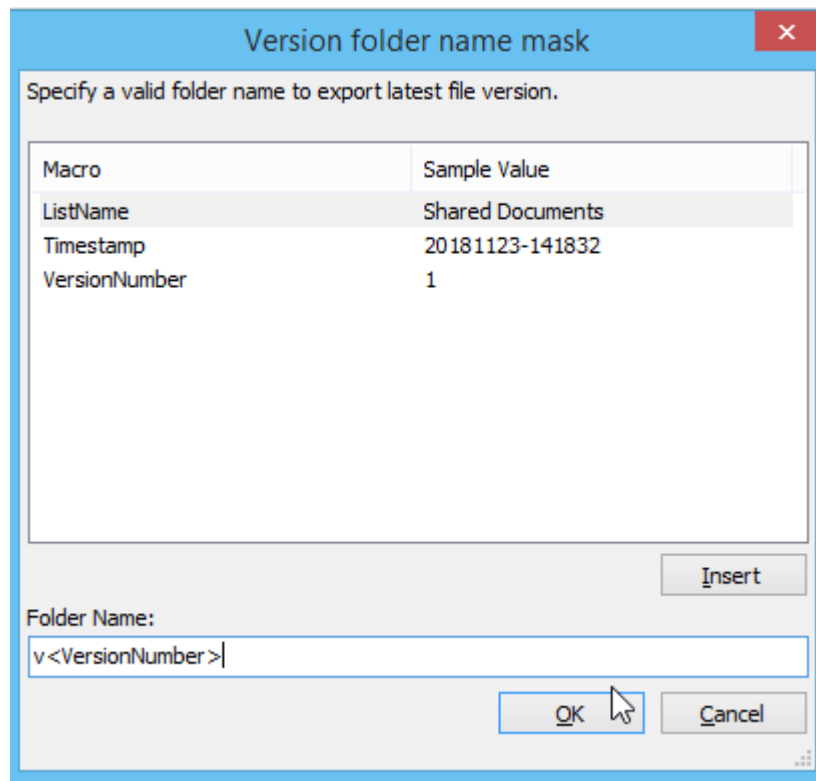 Version folder name mask
Specify a valid folder name to export latest file version.
Macro Sample Value
ListName Shared Documents
Timestamp 20181123-141832
VersionNumber 1
Insert
Folder Name:
v<VersionNumber>
OK Cancel